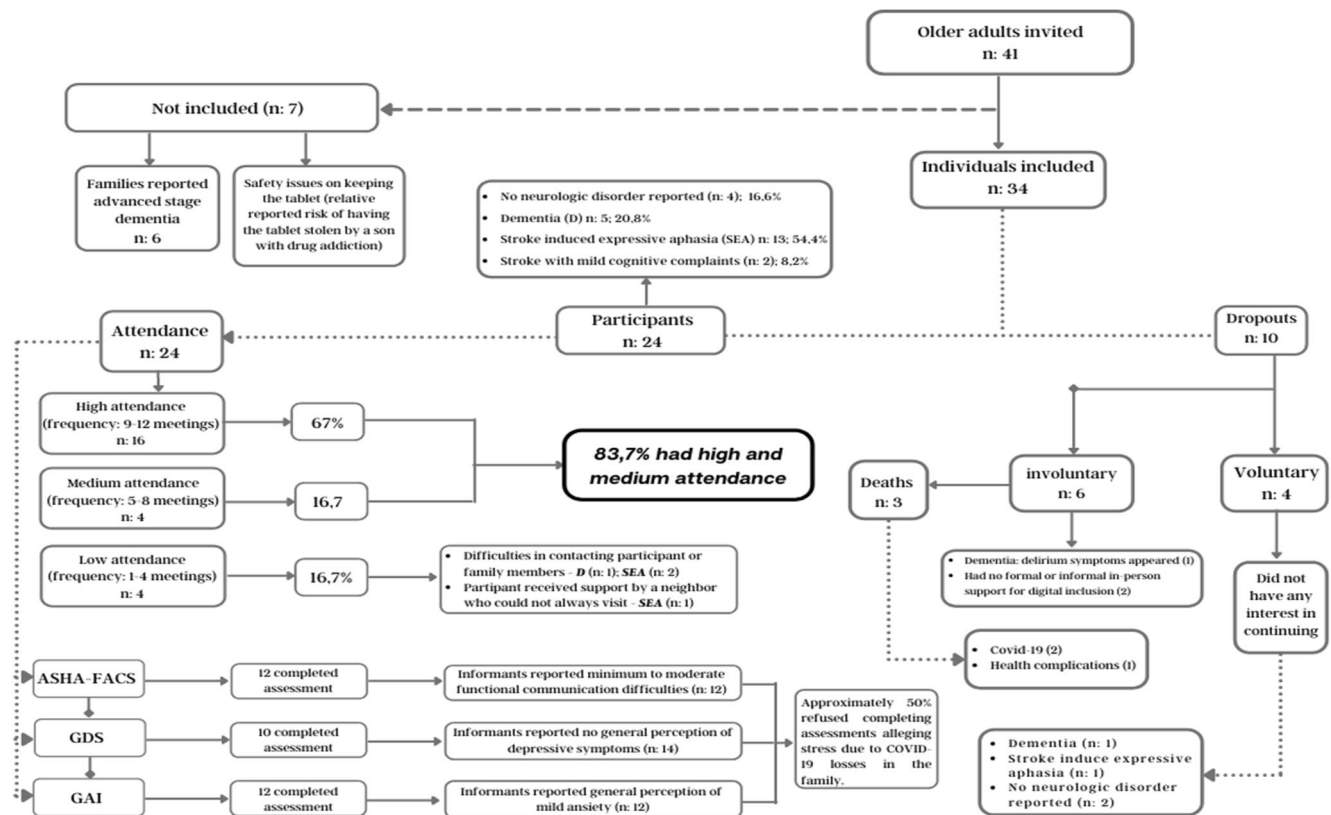 Older adults invited
n: 41
Not included (n: 7)
Families reported
advanced stage
dementia
n: 6
Safety issues on keeping
the tablet (relative
reported risk of having
the tablet stolen by a son
with drug addiction)
Individuals included
n: 34
• No neurologic disorder reported (n: 4); 16,6%
• Dementia (D) n: 5; 20,8%
• Stroke induced expressive aphasia (SEA) n: 13; 54,4%
• Stroke with mild cognitive complaints (n: 2); 8,2%
Participants
n: 24
Attendance
n: 24
Dropouts
n: 10
High attendance
(frequency: 9-12 meetings)
n: 16
67%
Medium attendance
(frequency: 5-8 meetings)
n: 4
16,7
83,7% had high and
medium attendance
Low attendance
(frequency: 1-4 meetings)
n: 4
16,7%
• Difficulties in contacting participant or
family members - D (n: 1); SEA (n: 2)
• Partipant received support by a neighbor
who could not always visit - SEA (n: 1)
Deaths
n: 3
involuntary
n: 6
Voluntary
n: 4
• Dementia: delirium symptoms appeared (1)
• Had no formal or informal in-person
support for digital inclusion (2)
Did not
have any
interest in
continuing
• Covid-19 (2)
• Health complications (1)
• Dementia (n: 1)
• Stroke induce expressive
aphasia (n: 1)
• No neurologic disorder
reported (n: 2)
ASHA-FACS
12 completed
assessment
Informants reported minimum to moderate
functional communication difficulties (n: 12)
GDS
10 completed
assessment
Informants reported no general perception of
depressive symptoms (n: 14)
GAI
12 completed
assessment
Informants reported general perception of
mild ansiety (n: 12)
Approximately 50%
refused completing
assessments alleging
stress due to COVID-
19 losses in the
family.